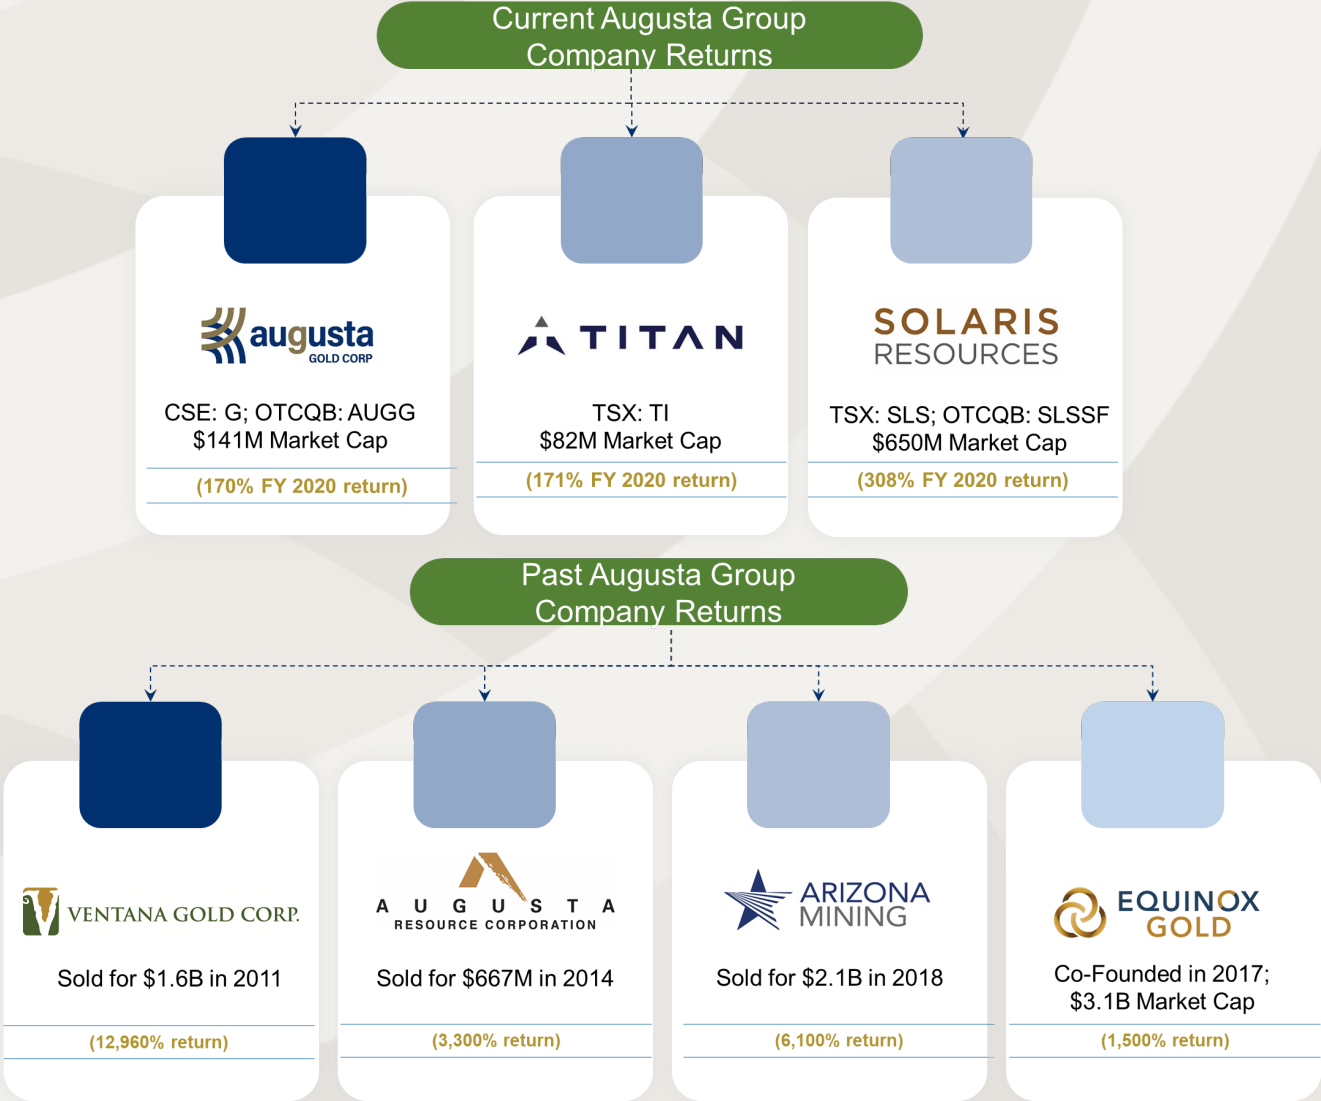 Current Augusta Group
Company Returns
augusta
GOLD CORP
CSE: G; OTCQB: AUGG
$141M Market Cap
(170% FY 2020 return)
TITAN
TSX: TI
$82M Market Cap
(171% FY 2020 return)
SOLARIS
RESOURCES
TSX: SLS; OTCQB: SLSSF
$650M Market Cap
(308% FY 2020 return)
Past Augusta Group
Company Returns
VENTANA GOLD CORP.
Sold for $1.6B in 2011
(12,960% return)
AUGUSTA
RESOURCE CORPORATION
Sold for $667M in 2014
(3,300% return)
ARIZONA
MINING
Sold for $2.1B in 2018
(6,100% return)
EQUINOX
GOLD
Co-Founded in 2017;
$3.1B Market Cap
(1,500% return)